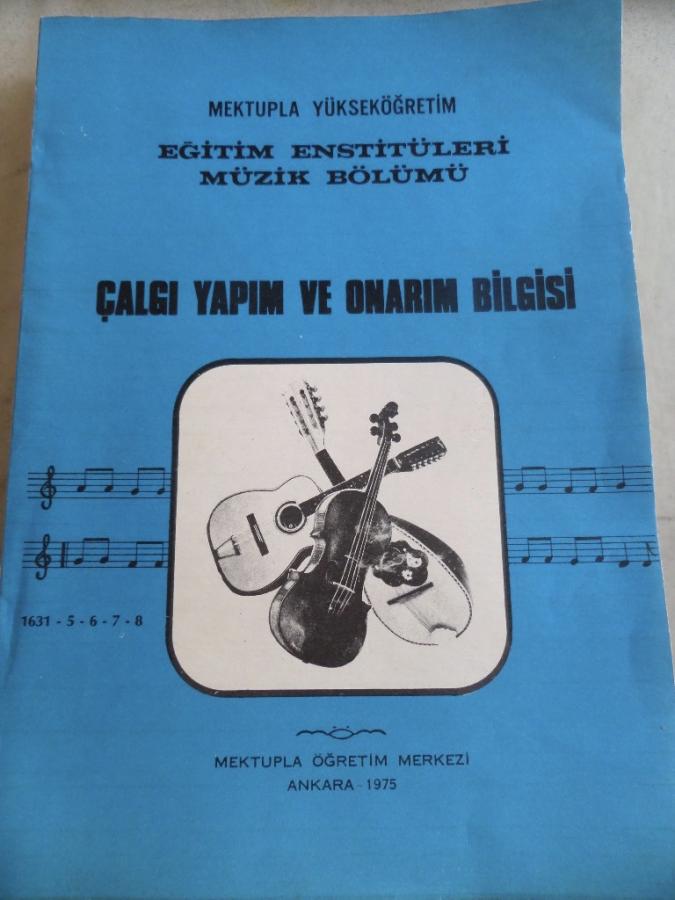 MEKTUPLA YÜKSEKÖĞRETİM
EĞİTİM ENSTİTÜLERİ
MÜZİK BÖLÜMÜ
ÇALGI YAPIM VE ONARIM BİLGİSİ
1631 - 5 - 6 - 7 - 8
MEKTUPLA ÖĞRETİM MERKEZİ
ANKARA - 1975